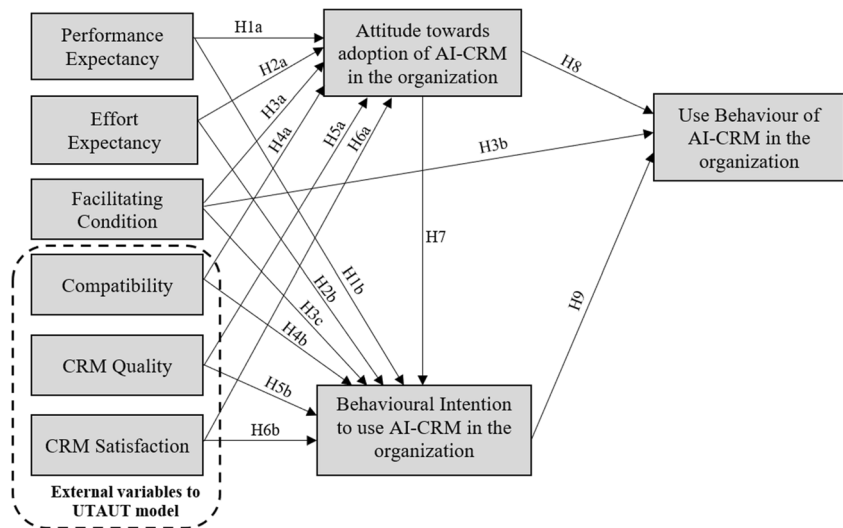 Performance
Expectancy
Effort
Expectancy
Facilitating
Condition
Compatibility
CRM Quality
CRM Satisfaction
External variables to
UTAUT model
H1a
H2a
H3a
H4a
H5a
H6a
H1b
H2b
H3c
H4b
H5b
H6b
Attitude towards
adoption of AI-CRM
in the organization
H7
Behavioural Intention
to use AI-CRM in the
organization
H8
H3b
H9
Use Behaviour of
AI-CRM in the
organization